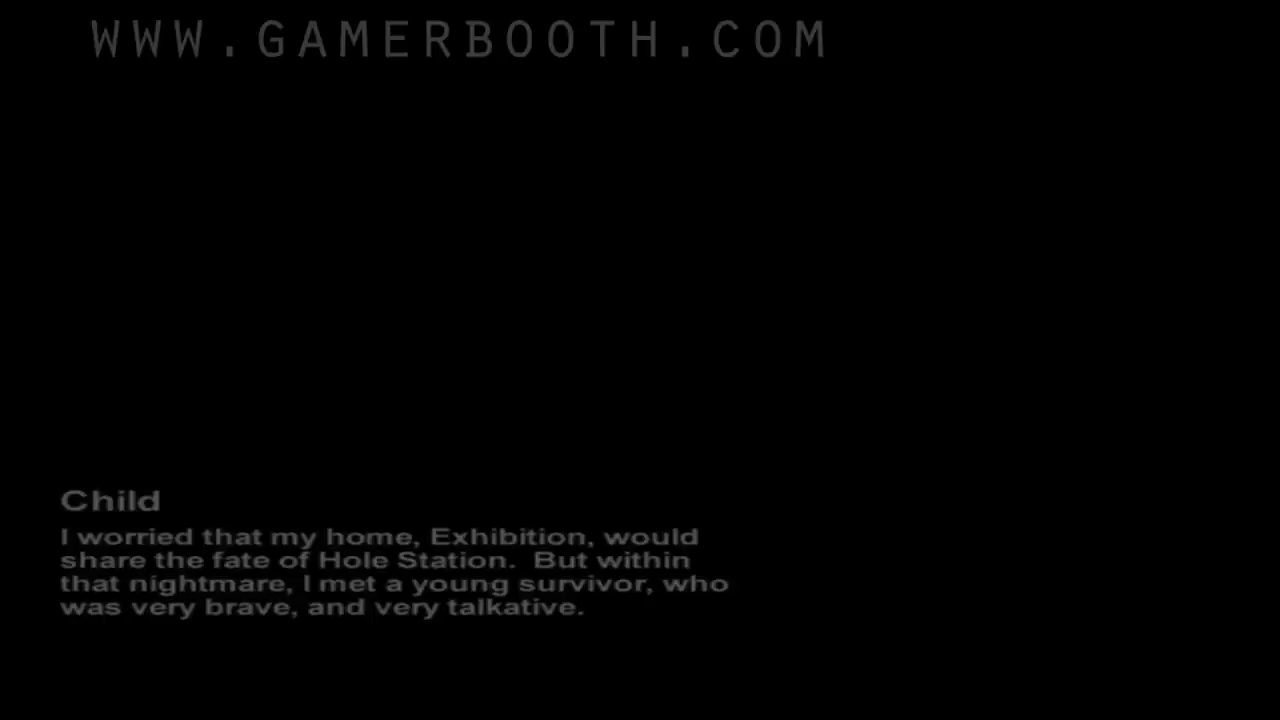 WWW.GAMERBOOTH.COM
Child
I worried that my home, Exhibition, would
share the fate of Hole Station.  But within
that nightmare, I met a young survivor, who
was very brave, and very talkative.